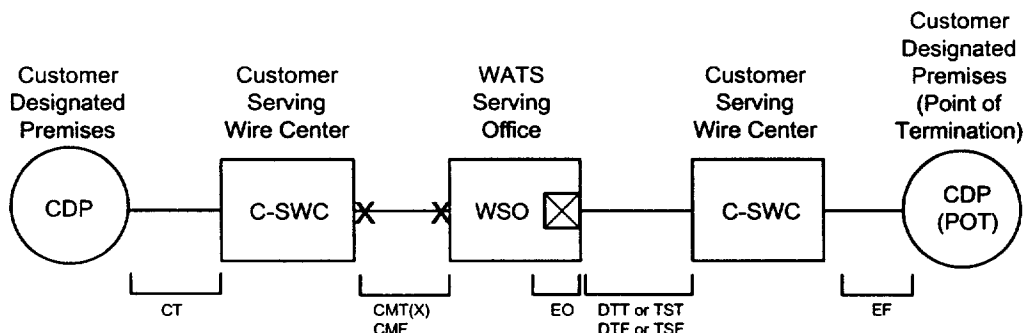 Customer
Designated
Premises
Customer
Serving
Wire Center
WATS
Serving
Office
Customer
Serving
Wire Center
Customer
Designated
Premises
(Point of
Termination)
CDP
C-SWC
X
X
WSO
C-SWC
CDP
(POT)
CT
CMT(X)
CMF
EO
DTT or TST
DTF or TSF
EF